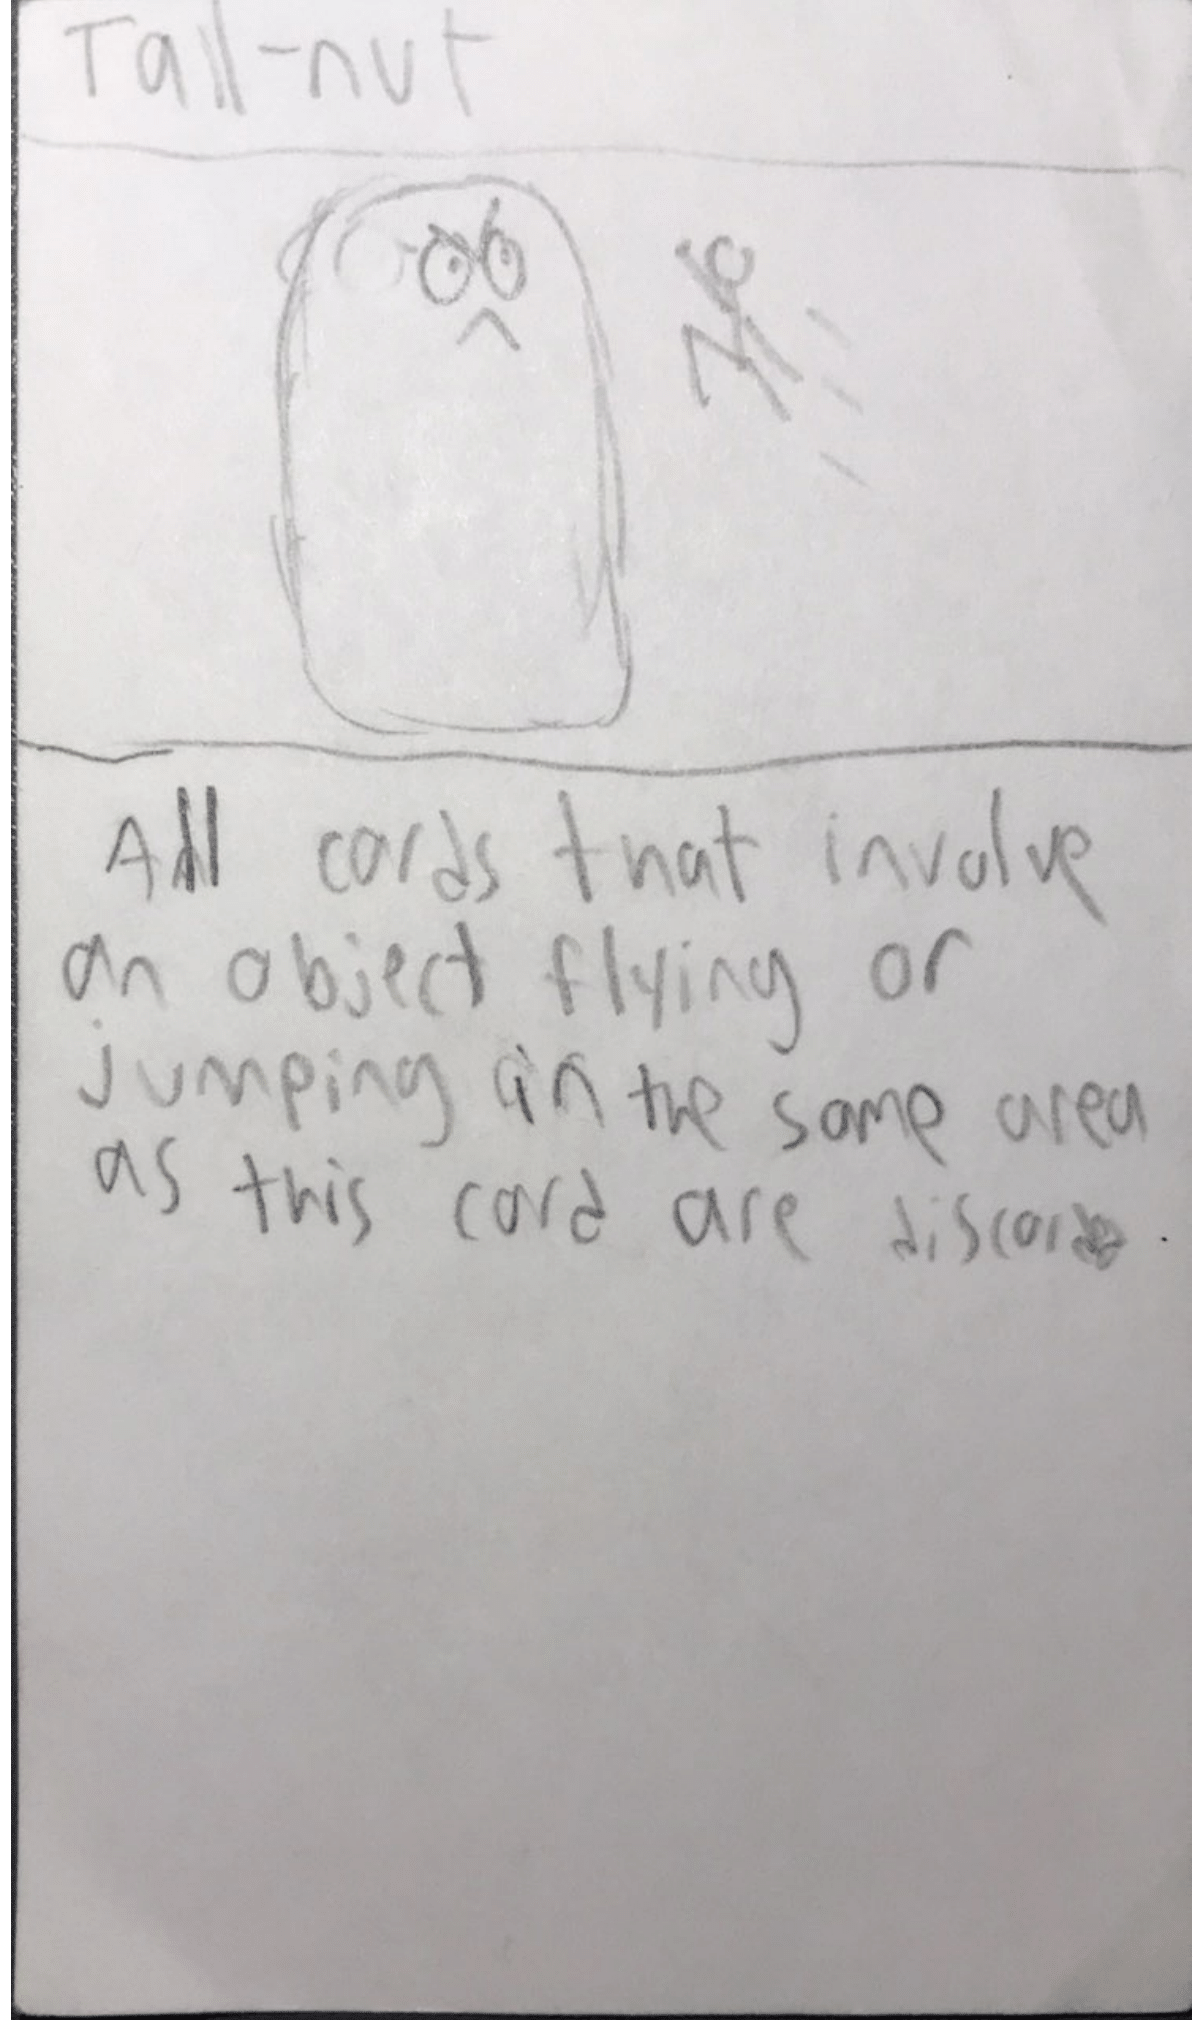 Tall-nut
All cards that involve
an object flying or
jumping in the same area
as this card are